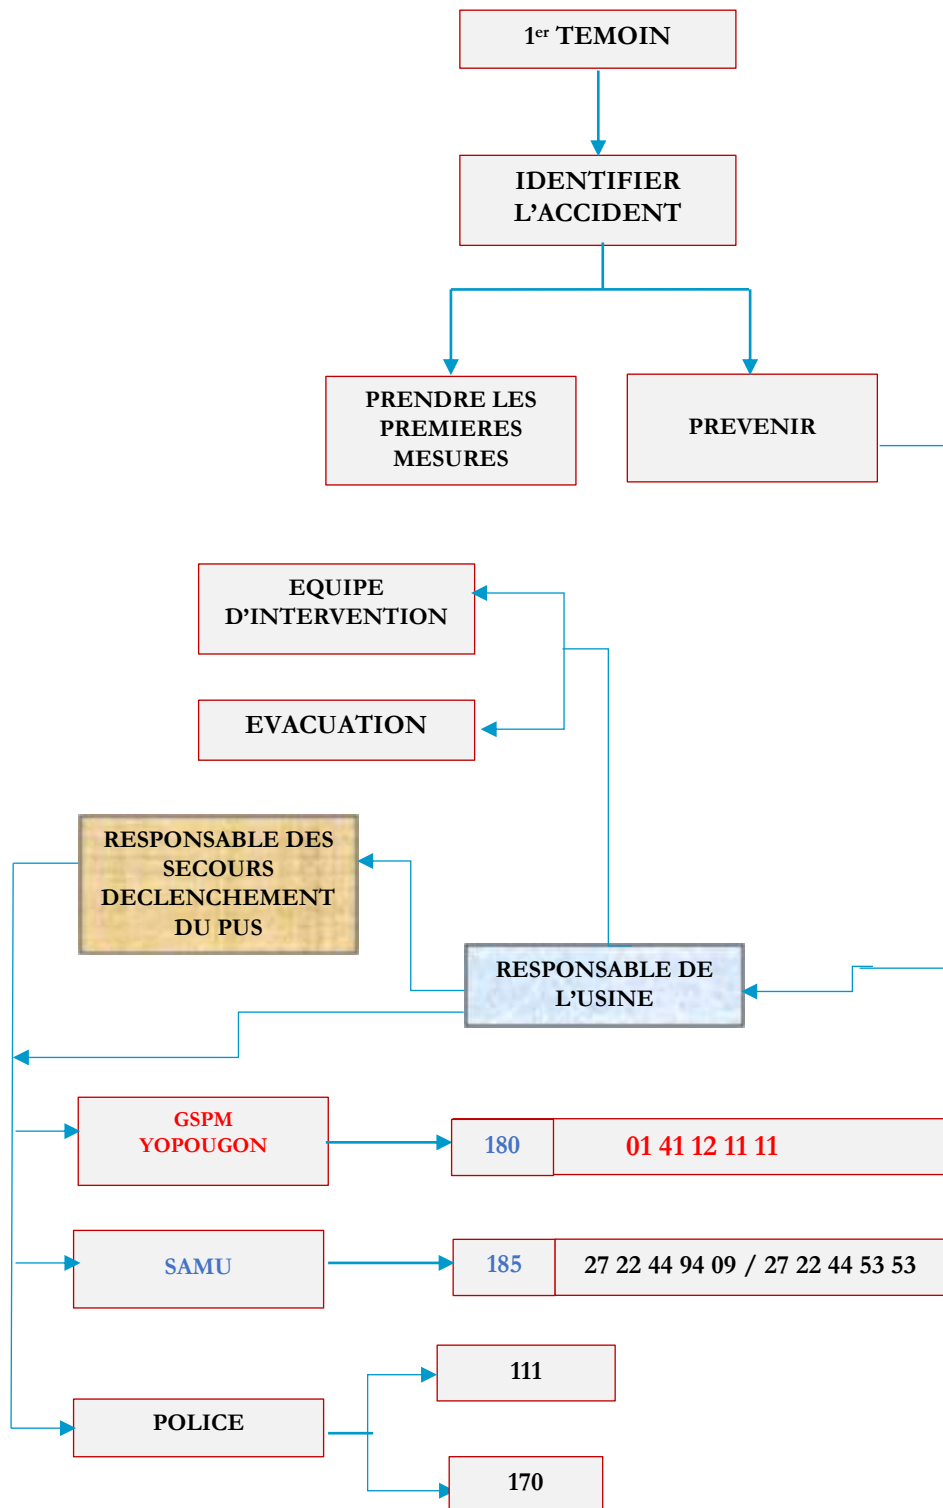 1er TEMOIN
IDENTIFIER
L'ACCIDENT
PRENDRE LES
PREMIERES
MESURES
PREVENIR
EQUIPE
D'INTERVENTION
EVACUATION
RESPONSABLE DES
SECOURS
DECLENCHEMENT
DU PUS
RESPONSABLE DE
L'USINE
GSPM
YOPOUGON
180
01 41 12 11 11
SAMU
185
27 22 44 94 09 / 27 22 44 53 53
111
POLICE
170